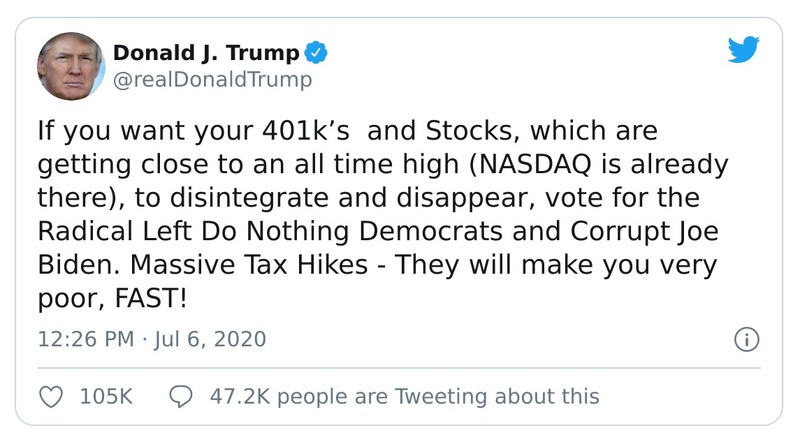 Donald J. Trump
@realDonaldTrump
If you want your 401k’s  and Stocks, which are
getting close to an all time high (NASDAQ is already
there), to disintegrate and disappear, vote for the
Radical Left Do Nothing Democrats and Corrupt Joe
Biden. Massive Tax Hikes - They will make you very
poor, FAST!
12:26 PM · Jul 6, 2020
105K 47.2K people are Tweeting about this